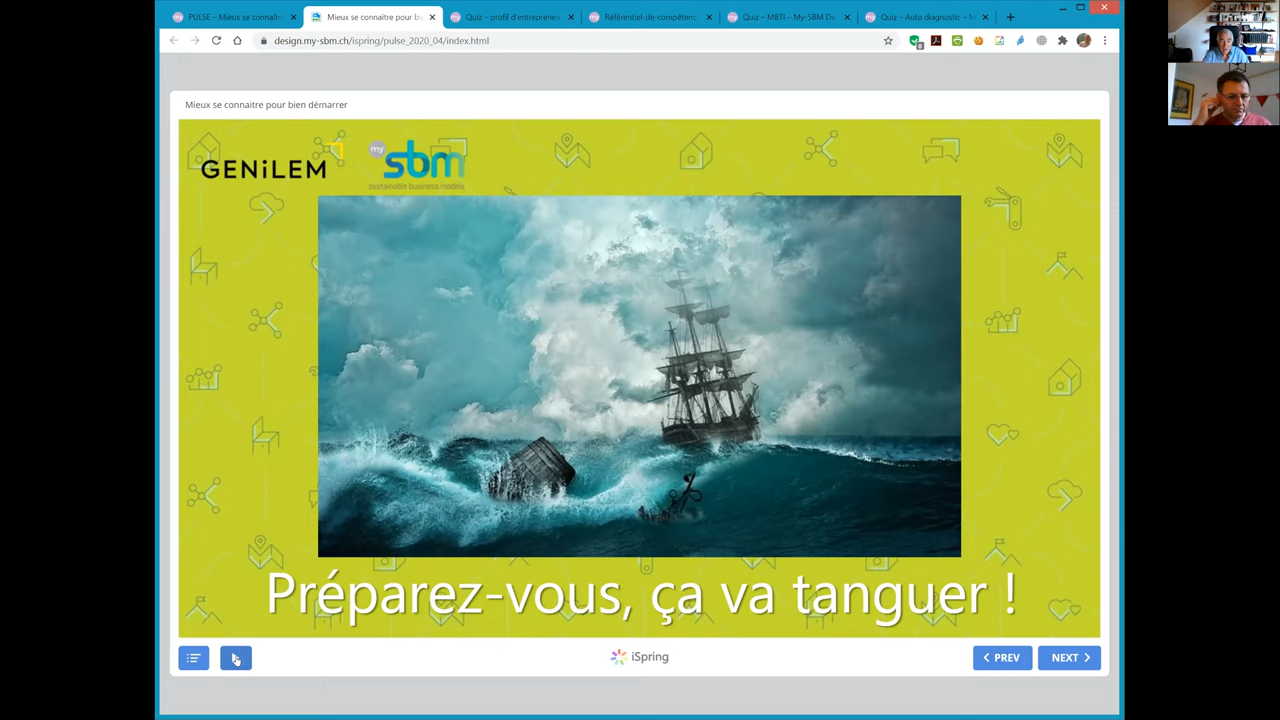 PULSE – Mieux se connaître
Mieux se connaitre pour bi
Quiz – profil d'entrepreneu
Référentiel-de-compétenc
Quiz – MBTI – My-SBM De
Quiz – Auto diagnostic – M
design.my-sbm.ch/ispring/pulse_2020_04/index.html
Mieux se connaitre pour bien démarrer
GENiLEM
my
sbm
sustainable business models
Préparez-vous, ça va tanguer !
iSpring
PREV
NEXT